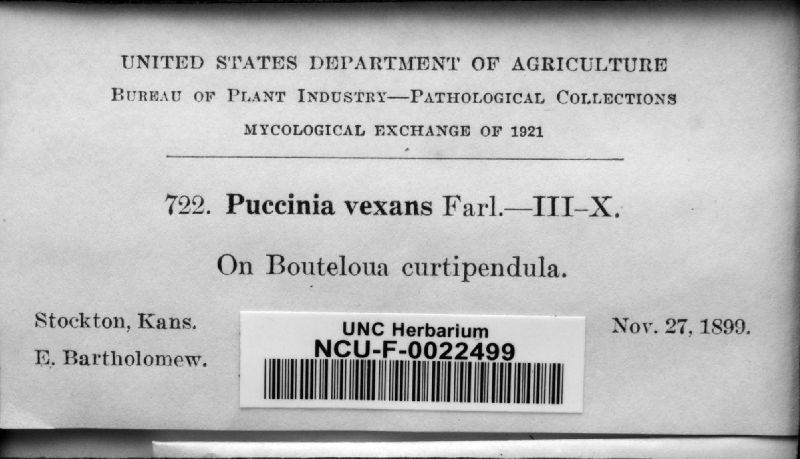 UNITED STATES DEPARTMENT OF AGRICULTURE
BUREAU OF PLANT INDUSTRY—PATHOLOGICAL COLLECTIONS
MYCOLOGICAL EXCHANGE OF 1921
722. Puccinia vexans Farl.—III–X.
On Bouteloua curtipendula.
Stockton, Kans.
Nov. 27, 1899.
E. Bartholomew.
UNC Herbarium
NCU-F-0022499